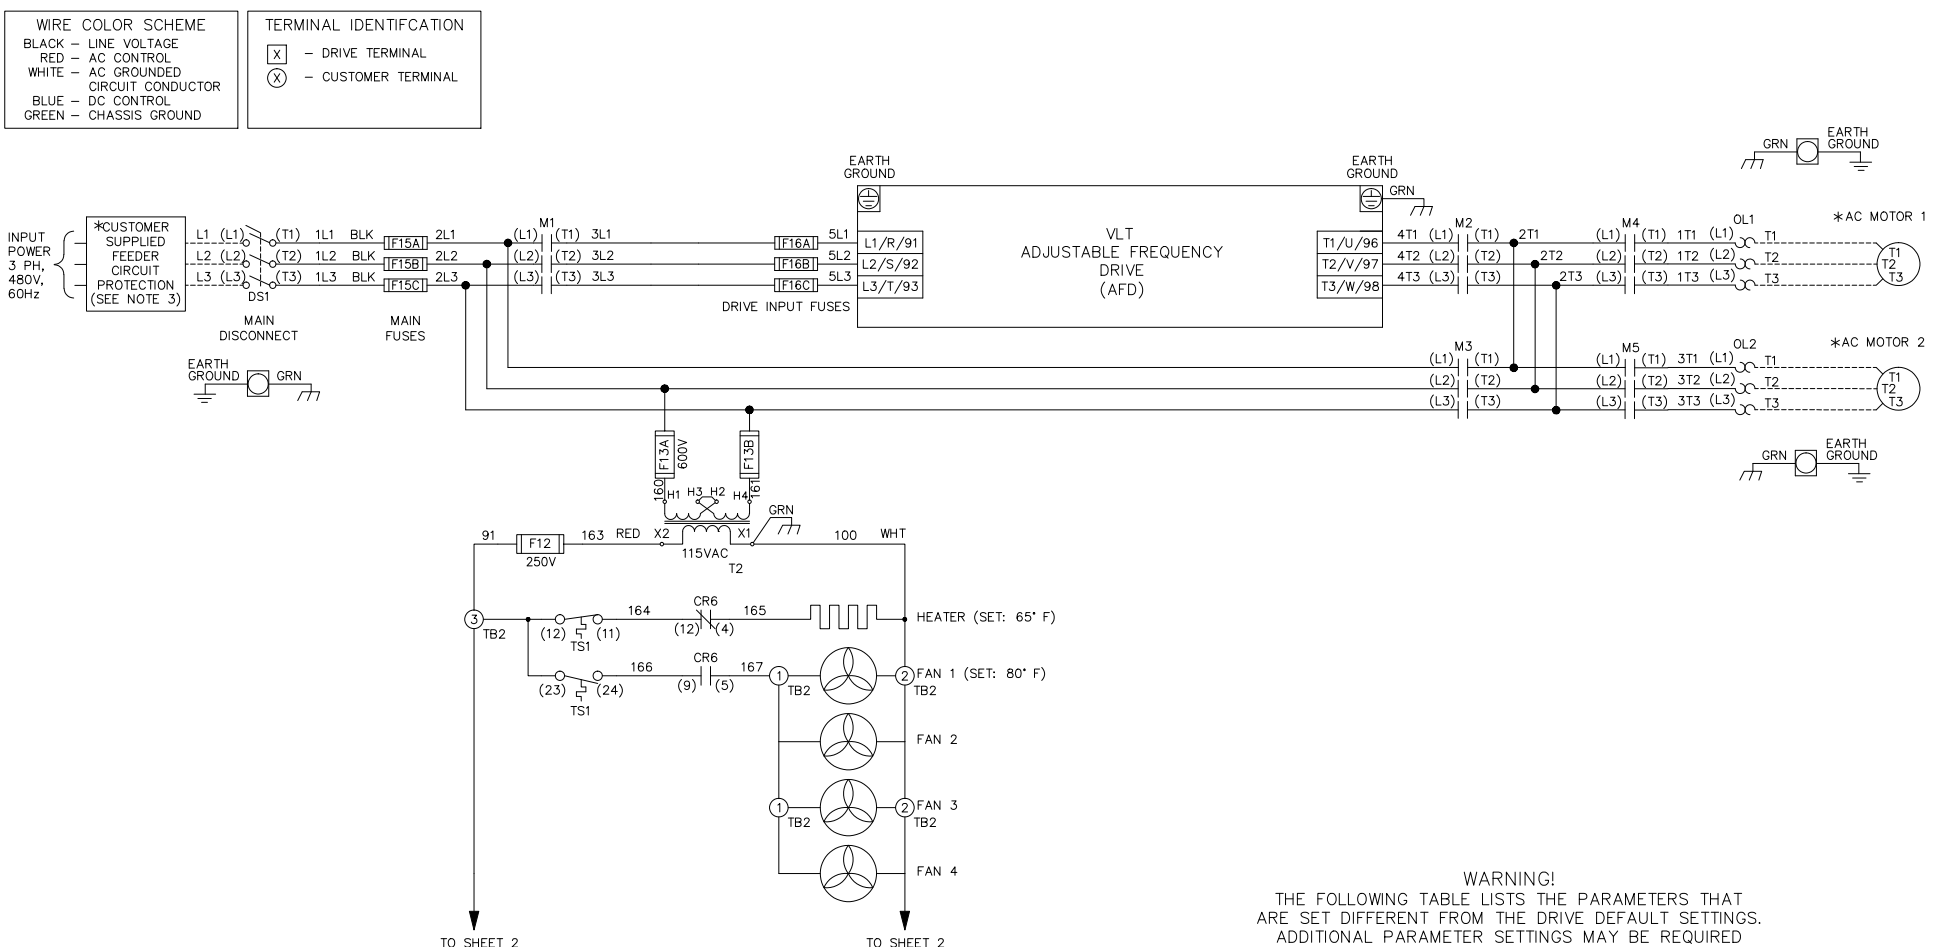 WIRE COLOR SCHEME
BLACK – LINE VOLTAGE
RED – AC CONTROL
WHITE – AC GROUNDED
CIRCUIT CONDUCTOR
BLUE – DC CONTROL
GREEN – CHASSIS GROUND
TERMINAL IDENTIFCATION
X – DRIVE TERMINAL
X – CUSTOMER TERMINAL
INPUT
POWER
3 PH,
480V,
60Hz
*CUSTOMER
SUPPLIED
FEEDER
CIRCUIT
PROTECTION
(SEE NOTE 3)
L1 (L1) (T1) 1L1 BLK F15A 2L1 (L1) M1 (T1) 3L1 F16A 5L1 L1/R/91
L2 (L2) (T2) 1L2 BLK F15B 2L2 (L2) (T2) 3L2 F16B 5L2 L2/S/92
L3 (L3) (T3) 1L3 BLK F15C 2L3 (L3) (T3) 3L3 F16C 5L3 L3/T/93
DS1
MAIN
DISCONNECT
MAIN
FUSES
DRIVE INPUT FUSES
EARTH
GROUND
GRN
EARTH
GROUND
VLT
ADJUSTABLE FREQUENCY
DRIVE
(AFD)
EARTH
GROUND
GRN
T1/U/96 4T1 (L1) M2 (T1) 2T1 (L1) M4 (T1) 1T1 (L1) OL1 T1
T2/V/97 4T2 (L2) (T2) 2T2 (L2) (T2) 1T2 (L2) T2
T3/W/98 4T3 (L3) (T3) 2T3 (L3) (T3) 1T3 (L3) T3
GRN
EARTH
GROUND
*AC MOTOR 1
T1
T2
T3
(L1) M3 (T1) (L1) M5 (T1) 3T1 (L1) OL2 T1
(L2) (T2) (L2) (T2) 3T2 (L2) T2
(L3) (T3) (L3) (T3) 3T3 (L3) T3
*AC MOTOR 2
T1
T2
T3
GRN
EARTH
GROUND
F13A
600V
F13B
160
161
H1 H3 H2 H4
GRN
91 F12 163 RED X2 X1 100 WHT
250V
115VAC
T2
3
TB2
(12) (11) 164 CR6 165
TS1
(12) (4)
HEATER (SET: 65° F)
(23) (24) 166 CR6 167
TS1
(9) (5)
1
TB2
2
TB2
FAN 1 (SET: 80° F)
FAN 2
1
TB2
2
TB2
FAN 3
FAN 4
TO SHEET 2
TO SHEET 2
WARNING!
THE FOLLOWING TABLE LISTS THE PARAMETERS THAT
ARE SET DIFFERENT FROM THE DRIVE DEFAULT SETTINGS.
ADDITIONAL PARAMETER SETTINGS MAY BE REQUIRED